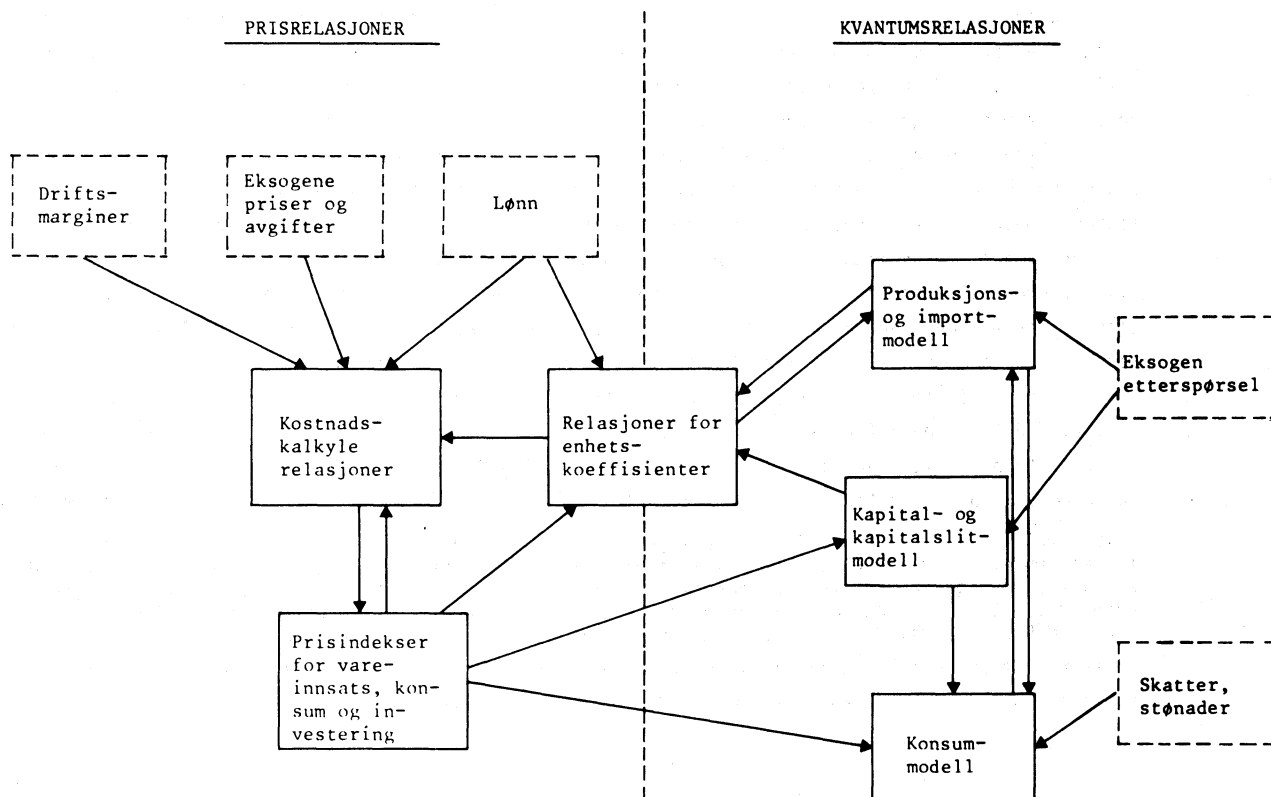 PRISRELASJONER
KVANTUMSRELASJONER
Drifts-
marginer
Eksogene
priser og
avgifter
Lønn
Produksjons-
og import-
modell
Eksogen
etterspørsel
Kostnads-
kalkyle
relasjoner
Relasjoner for
enhets-
koeffisienter
Kapital- og
kapitalslit-
modell
Prisindekser
for vare-
innsats, kon-
sum og in-
vestering
Skatter,
stønader
Konsum-
modell